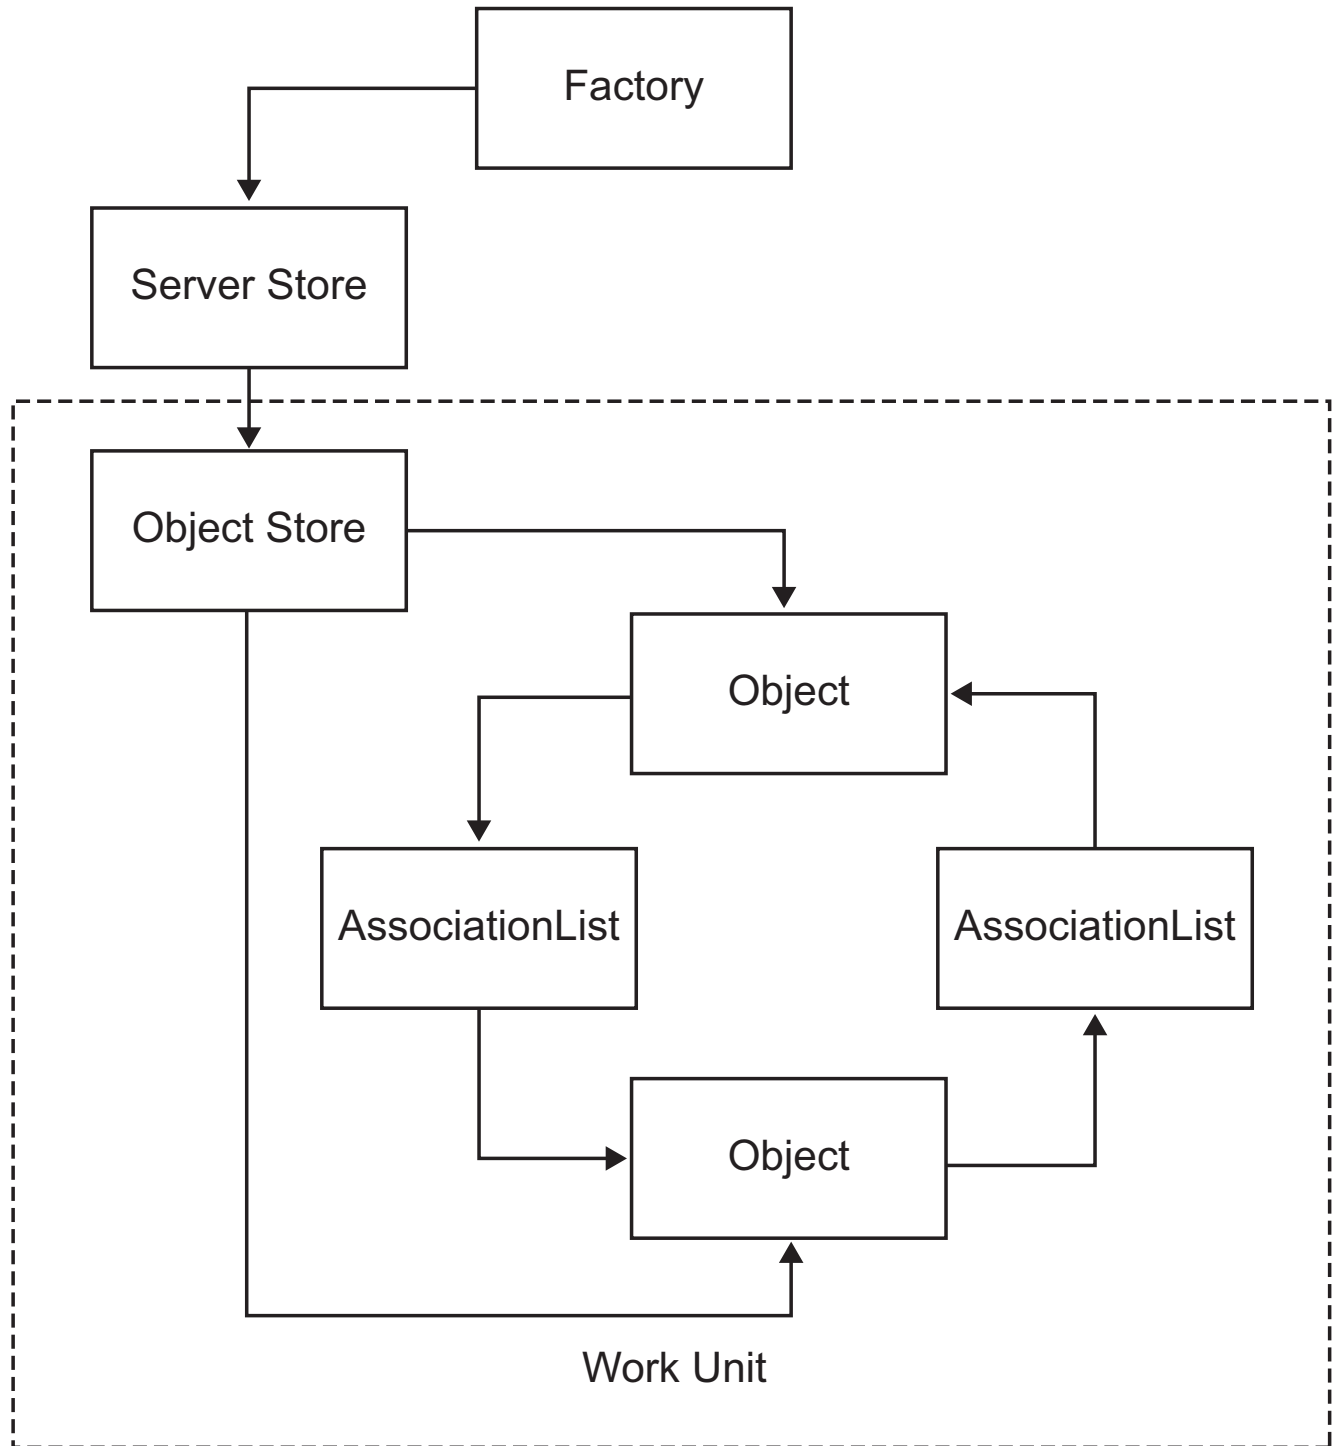 Factory
Server Store
Object Store
Object
AssociationList
AssociationList
Object
Work Unit